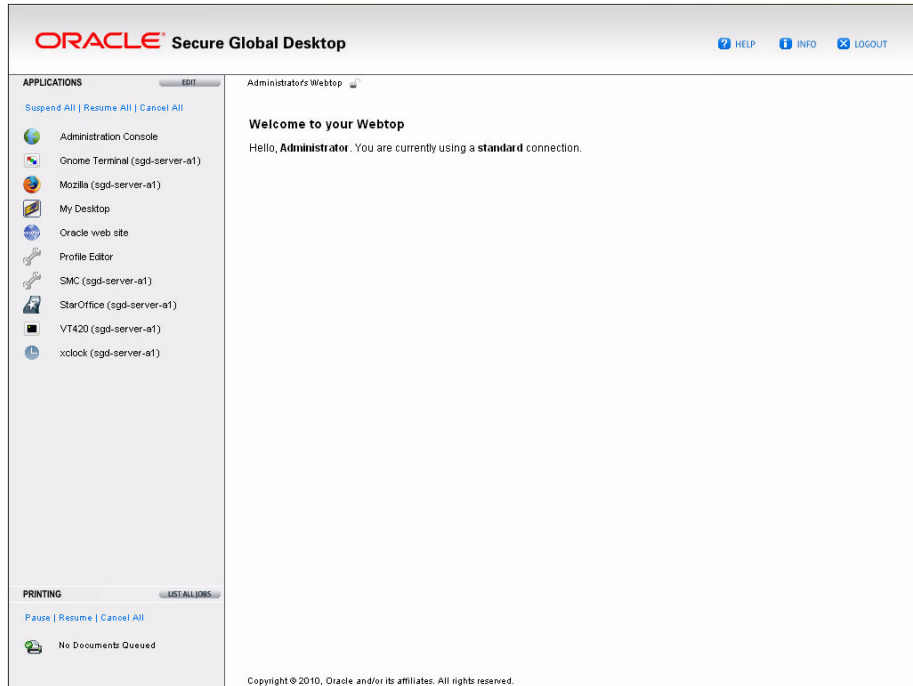 ORACLE Secure Global Desktop
HELP INFO LOGOUT
APPLICATIONS EDIT
Suspend All | Resume All | Cancel All
Administration Console
Gnome Terminal (sgd-server-a1)
Mozilla (sgd-server-a1)
My Desktop
Oracle web site
Profile Editor
SMC (sgd-server-a1)
StarOffice (sgd-server-a1)
VT420 (sgd-server-a1)
xclock (sgd-server-a1)
PRINTING LIST ALL JOBS
Pause | Resume | Cancel All
No Documents Queued
Administrator's Webtop
Welcome to your Webtop
Hello, Administrator. You are currently using a standard connection.
Copyright © 2010, Oracle and/or its affiliates. All rights reserved.